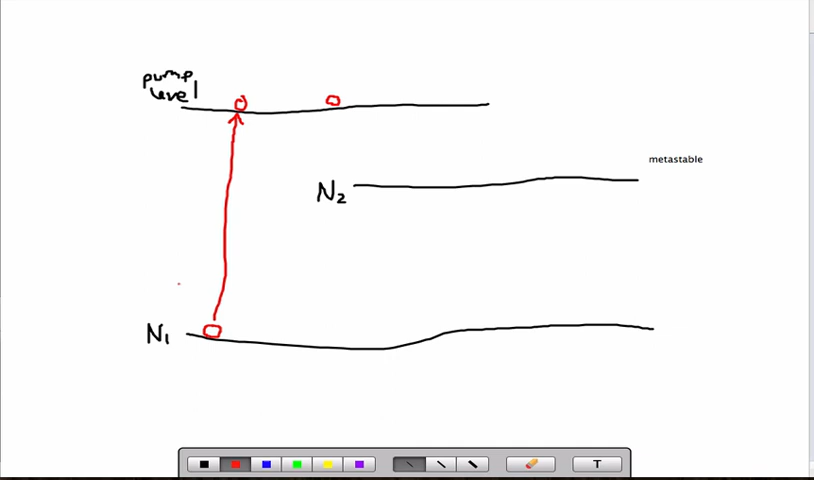 pump
level
metastable
N2
N1
T